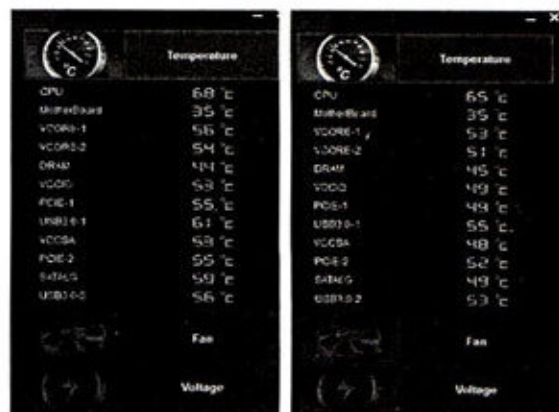 °C
Temperature
CPU 68 °C
MotherBoard 35 °C
VCORE-1 56 °C
VCORE-2 54 °C
DRAM 44 °C
VCCIO 53 °C
PCIE-1 55 °C
USB3.0-1 61 °C
VCCSA 53 °C
PCIE-2 55 °C
SATA6G 59 °C
USB3.0-2 56 °C
Fan
Voltage
°C
Temperature
CPU 65 °C
MotherBoard 35 °C
VCORE-1 53 °C
VCORE-2 51 °C
DRAM 45 °C
VCCIO 49 °C
PCIE-1 49 °C
USB3.0-1 55 °C
VCCSA 48 °C
PCIE-2 52 °C
SATA6G 49 °C
USB3.0-2 53 °C
Fan
Voltage